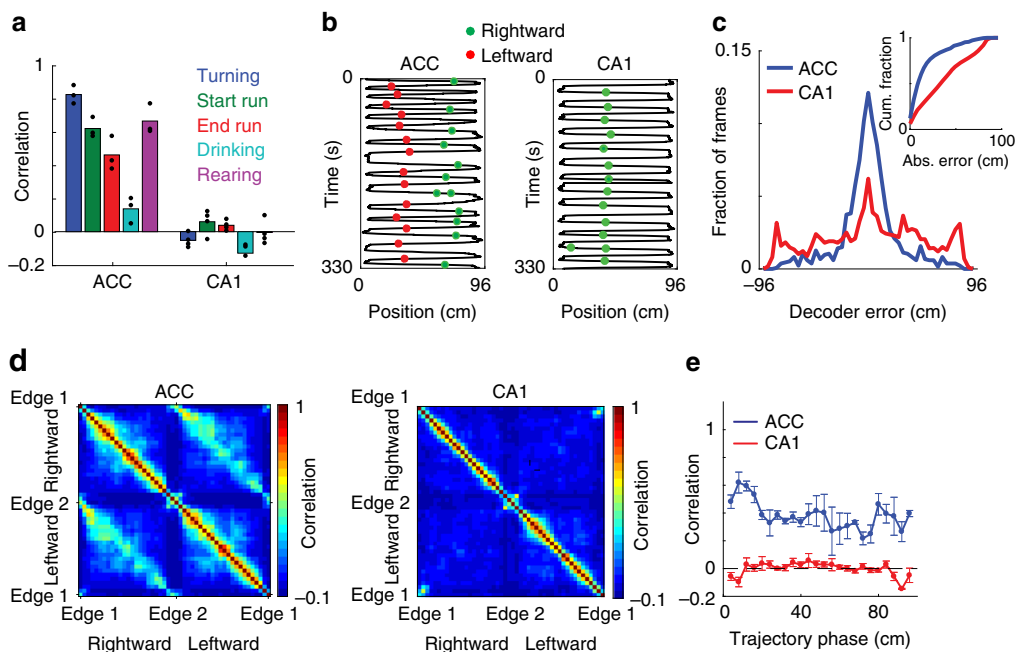 a
1
0
−0.2
Correlation
Turning
Start run
End run
Drinking
Rearing
ACC
CA1
b
Rightward
Leftward
ACC
CA1
0
Time (s)
330
0
96
Position (cm)
0
Time (s)
330
0
96
Position (cm)
c
0.15
Fraction of frames
0
ACC
CA1
−96
96
Decoder error (cm)
1
Cum. fraction
0
0
100
Abs. error (cm)
d
ACC
Edge 1
Rightward
Edge 2
Leftward
Edge 1
Edge 1
Edge 2
Edge 1
Rightward
Leftward
1
Correlation
−0.1
CA1
Edge 1
Rightward
Edge 2
Leftward
Edge 1
Edge 1
Edge 2
Edge 1
Rightward
Leftward
1
Correlation
−0.1
e
ACC
CA1
1
Correlation
0
−0.2
0
40
80
Trajectory phase (cm)